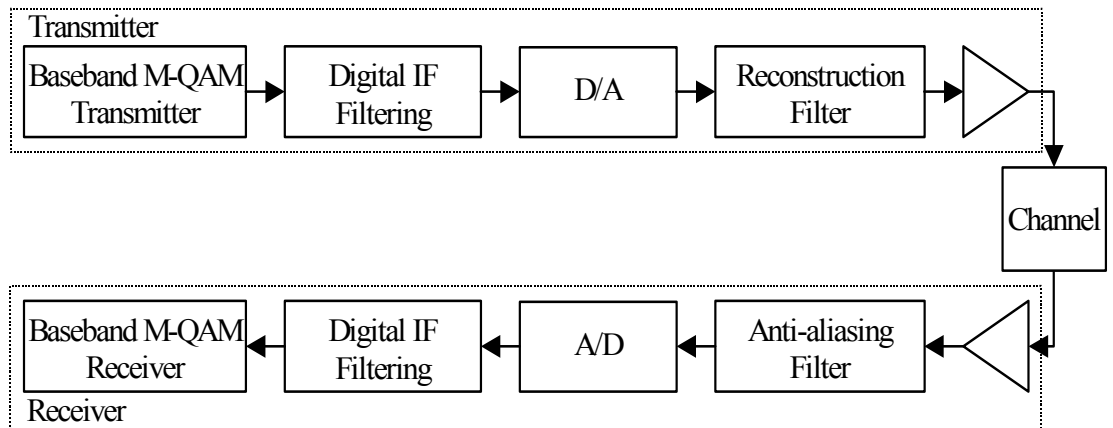 Transmitter
Baseband M-QAM
Transmitter
Digital IF
Filtering
D/A
Reconstruction
Filter
Channel
Baseband M-QAM
Receiver
Digital IF
Filtering
A/D
Anti-aliasing
Filter
Receiver